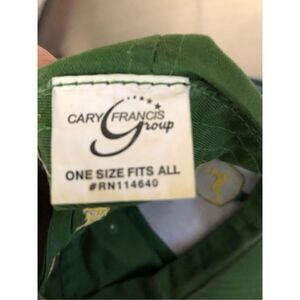 CARY FRANCIS
Group
ONE SIZE FITS ALL
#RN114640